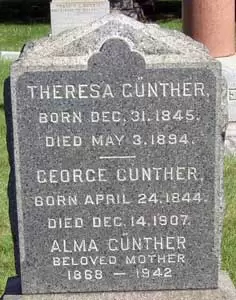 THERESA GÜNTHER,
BORN DEC. 31. 1845.
DIED MAY 3. 1894.
GEORGE GÜNTHER,
BORN APRIL 24. 1844.
DIED DEC. 14. 1907.
ALMA GÜNTHER
BELOVED MOTHER
1868 — 1942